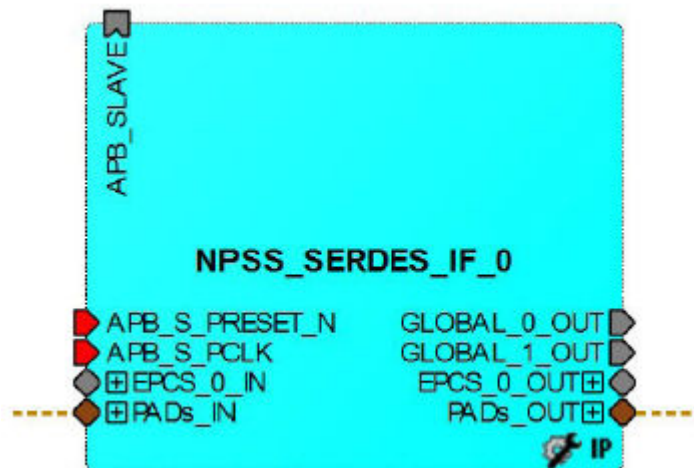 APB_SLAVE
NPSS_SERDES_IF_0
APB_S_PRESET_N GLOBAL_0_OUT
APB_S_PCLK GLOBAL_1_OUT
EPCS_0_IN EPCS_0_OUT
PADs_IN PADs_OUT
IP